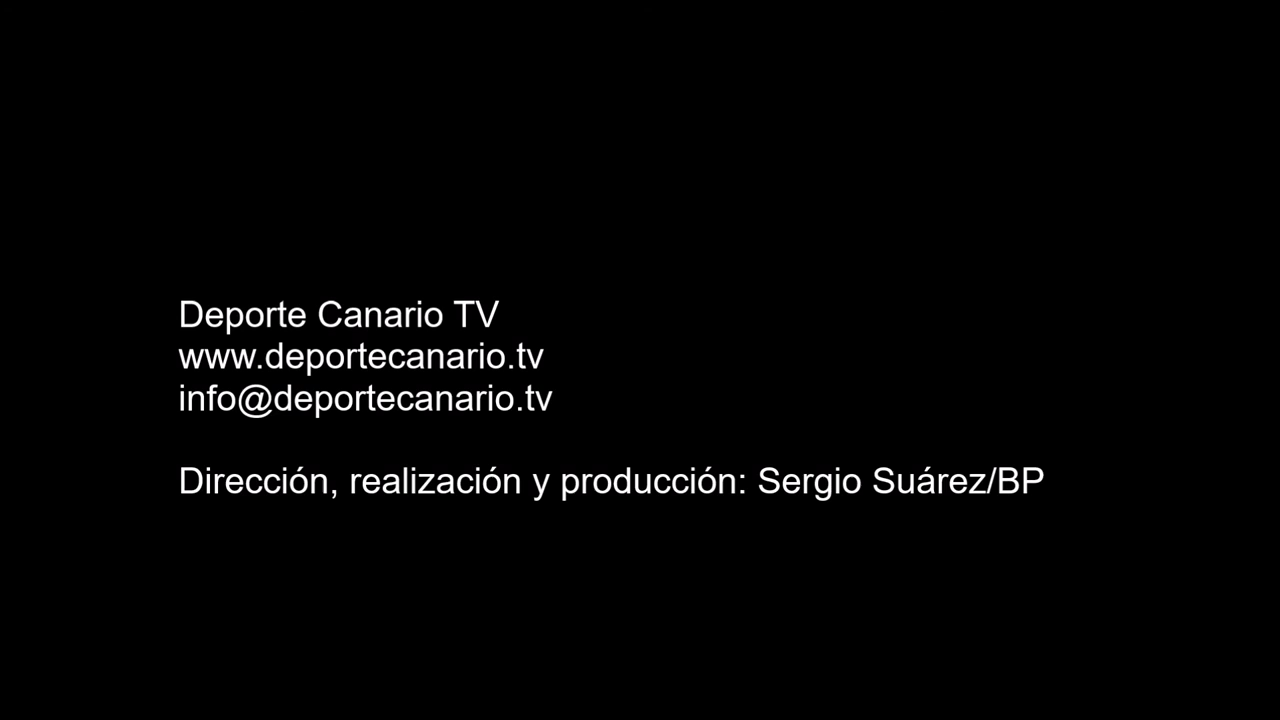 Deporte Canario TV
www.deportecanario.tv
info@deportecanario.tv
Dirección, realización y producción: Sergio Suárez/BP